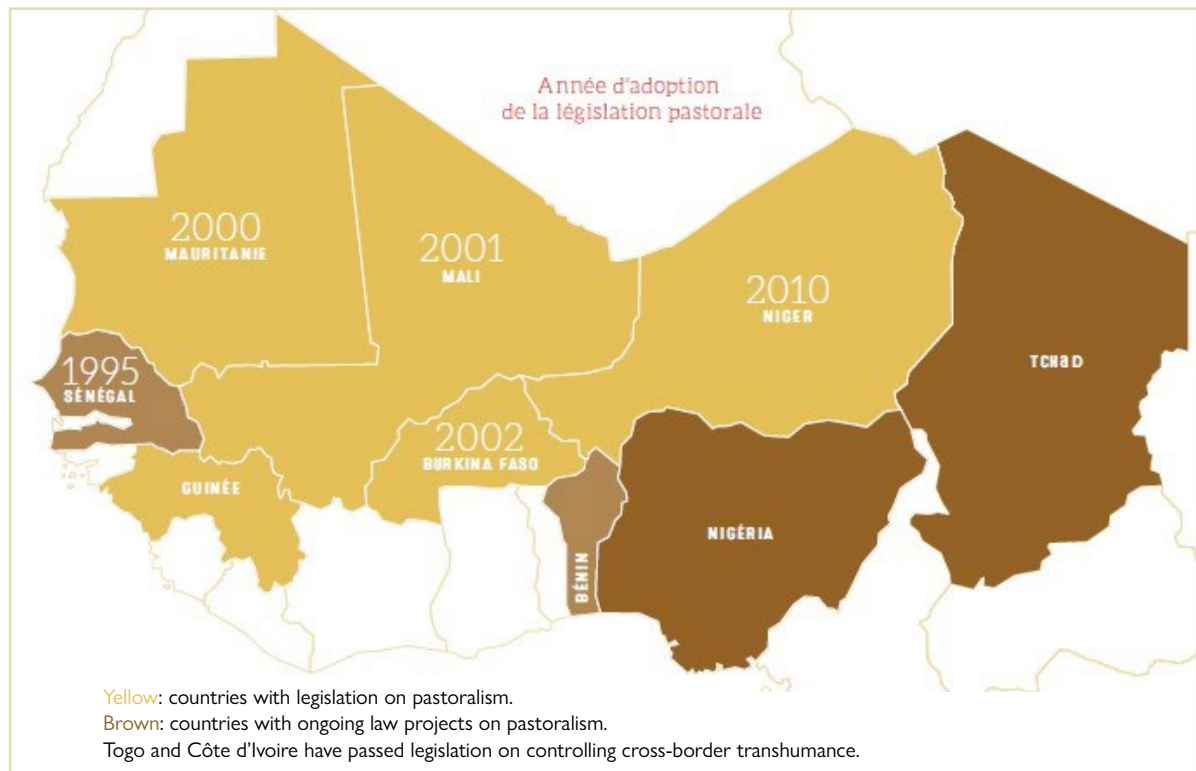 Année d'adoption
de la législation pastorale
2000
MAURITANIE
2001
MALI
2010
NIGER
TCHaD
1995
SÉNÉGAL
2002
BURKINA FASO
GUINÉE
NIGÉRIA
BÉNIN
Yellow: countries with legislation on pastoralism.
Brown: countries with ongoing law projects on pastoralism.
Togo and Côte d'Ivoire have passed legislation on controlling cross-border transhumance.